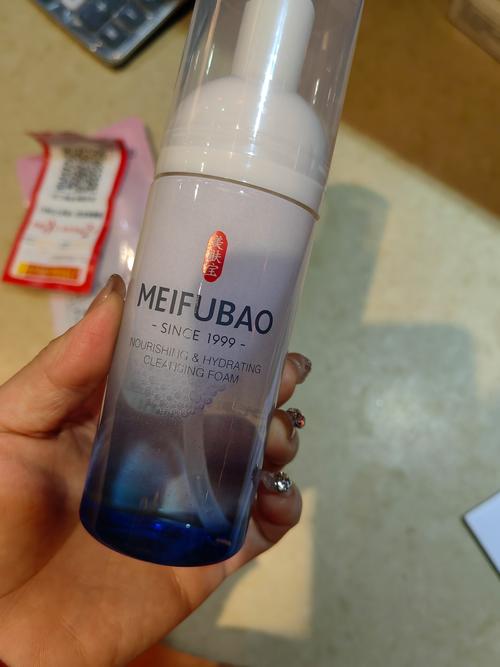 美肤宝
MEIFUBAO
- SINCE 1999 -
NOURISHING & HYDRATING
CLEANSING FOAM